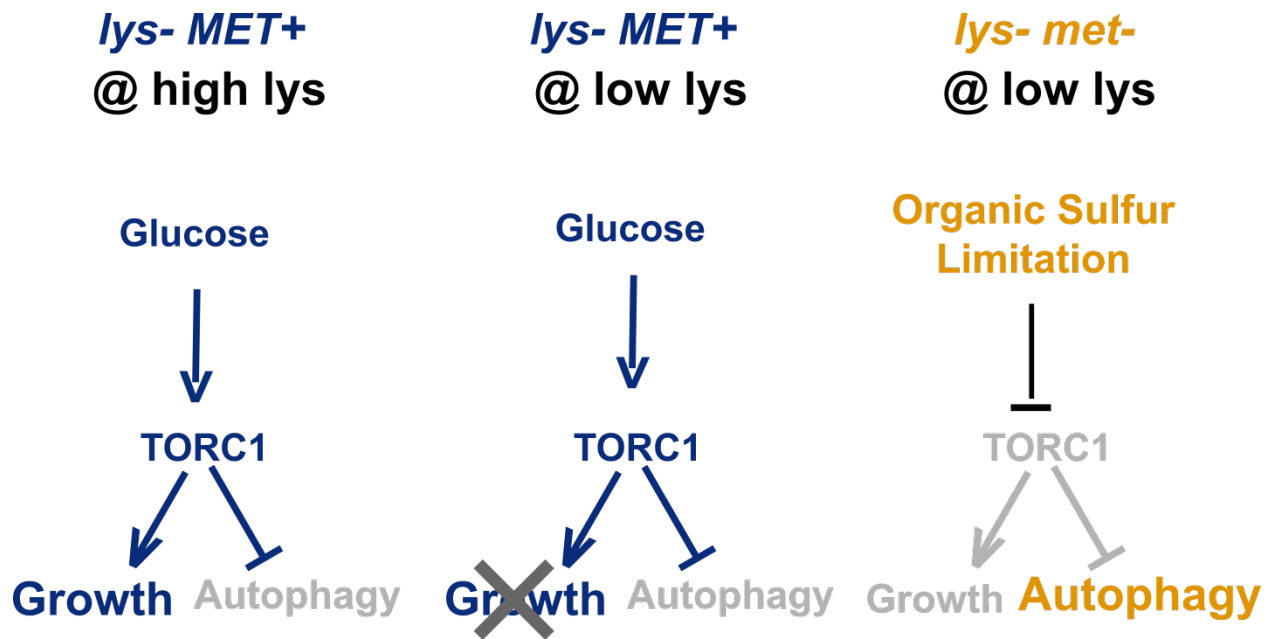 lys- MET+
@ high lys
Glucose
TORC1
Growth Autophagy
lys- MET+
@ low lys
Glucose
TORC1
Growth Autophagy
lys- met-
@ low lys
Organic Sulfur
Limitation
TORC1
Growth Autophagy